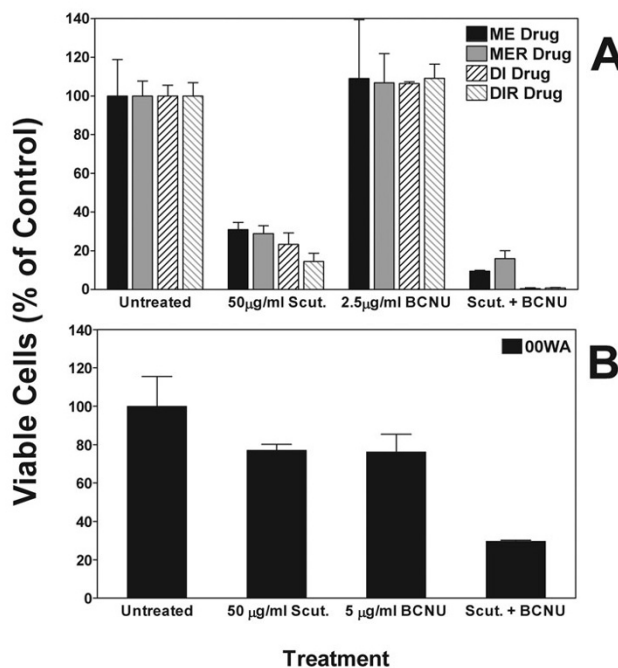 Viable Cells (% of Control)
A
140
120
100
80
60
40
20
0
ME Drug
MER Drug
DI Drug
DIR Drug
Untreated 50µg/ml Scut. 2.5µg/ml BCNU Scut. + BCNU
B
140
120
100
80
60
40
20
0
00WA
Untreated 50 µg/ml Scut. 5 µg/ml BCNU Scut. + BCNU
Treatment